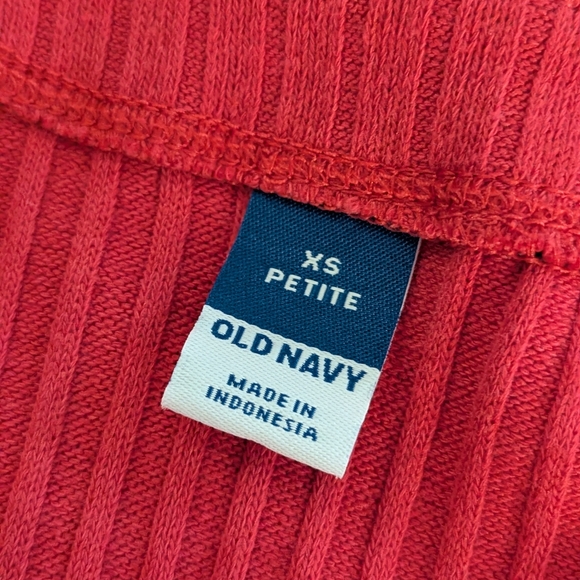 XS
PETITE
OLD NAVY
MADE IN
INDONESIA